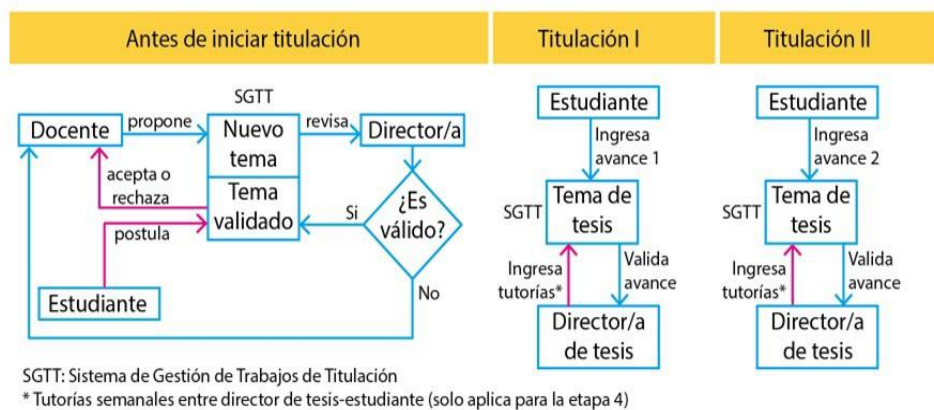 Antes de iniciar titulación
Titulación I
Titulación II
SGTT
Docente
propone
Nuevo
tema
revisa
Director/a
acepta o
rechaza
Tema
validado
Si
¿Es
válido?
postula
No
Estudiante
Estudiante
Ingresa
avance 1
SGTT
Tema de
tesis
Ingresa
tutorías*
Valida
avance
Director/a
de tesis
Estudiante
Ingresa
avance 2
SGTT
Tema de
tesis
Ingresa
tutorías*
Valida
avance
Director/a
de tesis
SGTT: Sistema de Gestión de Trabajos de Titulación
* Tutorías semanales entre director de tesis-estudiante (solo aplica para la etapa 4)